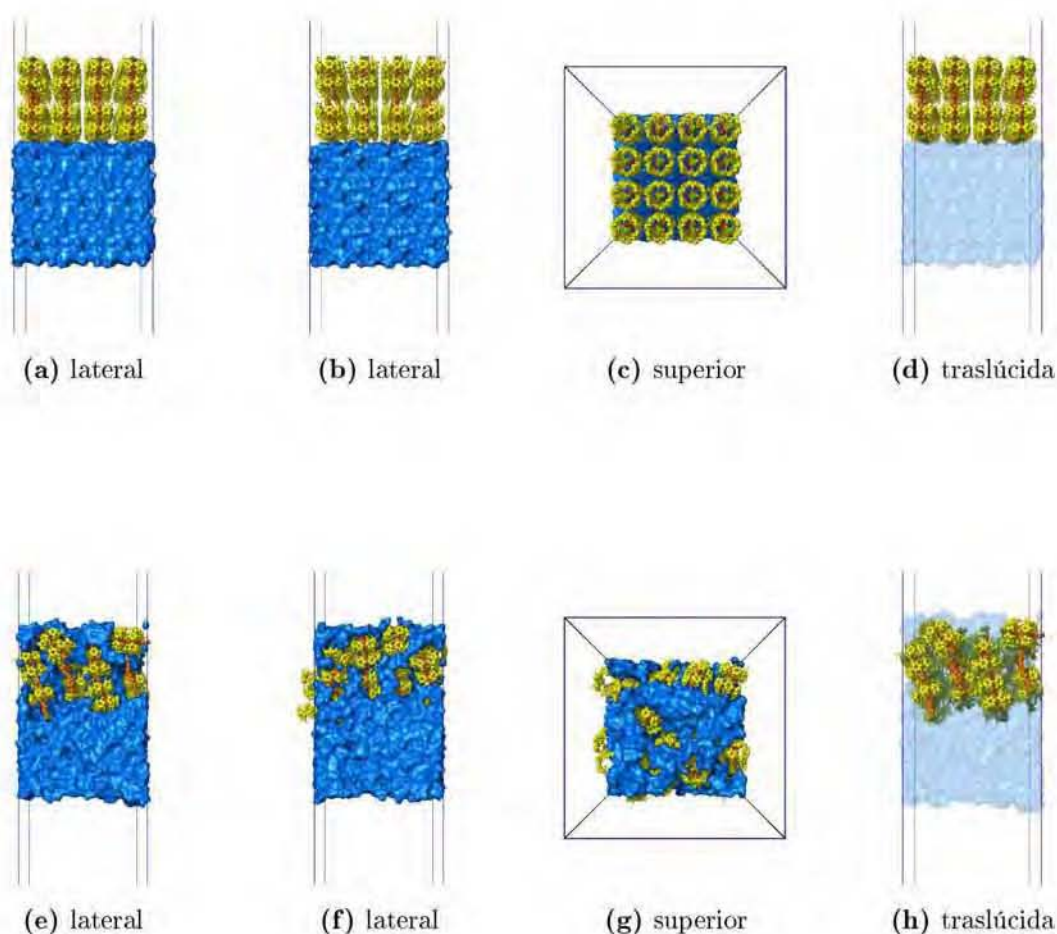 (a) lateral
(b) lateral
(c) superior
(d) traslúcida
(e) lateral
(f) lateral
(g) superior
(h) traslúcida